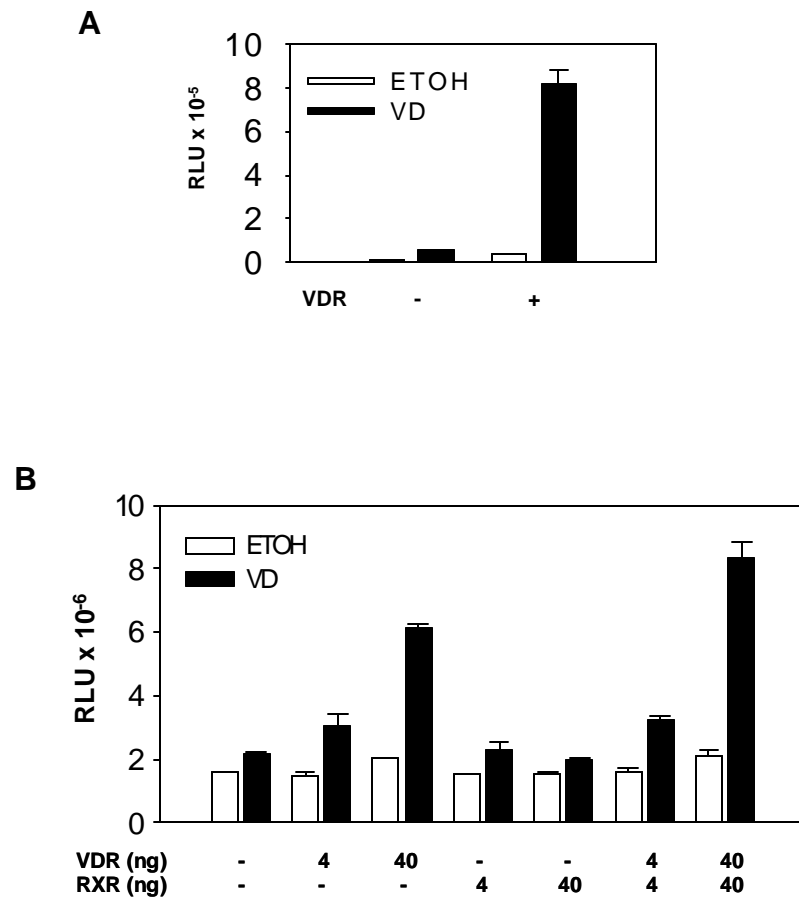 A
RLU x 10-5
10
8
6
4
2
0
ETOH
VD
VDR - +
B
RLU x 10-6
10
8
6
4
2
0
ETOH
VD
VDR (ng) - 4 40 - - 4 40
RXR (ng) - - - 4 40 4 40